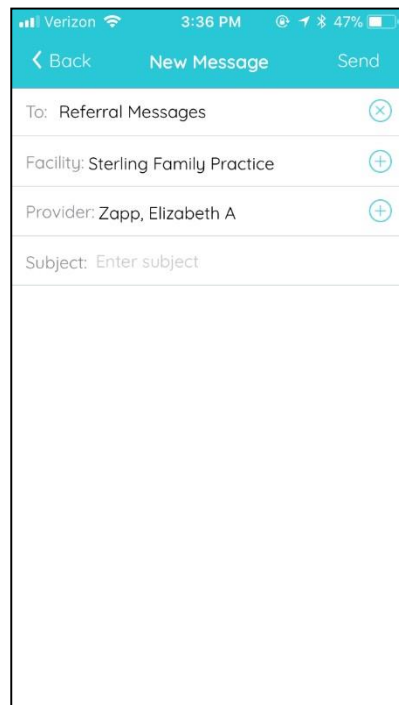 Verizon 3:36 PM 47%
Back New Message Send
To: Referral Messages
Facility: Sterling Family Practice
Provider: Zapp, Elizabeth A
Subject: Enter subject